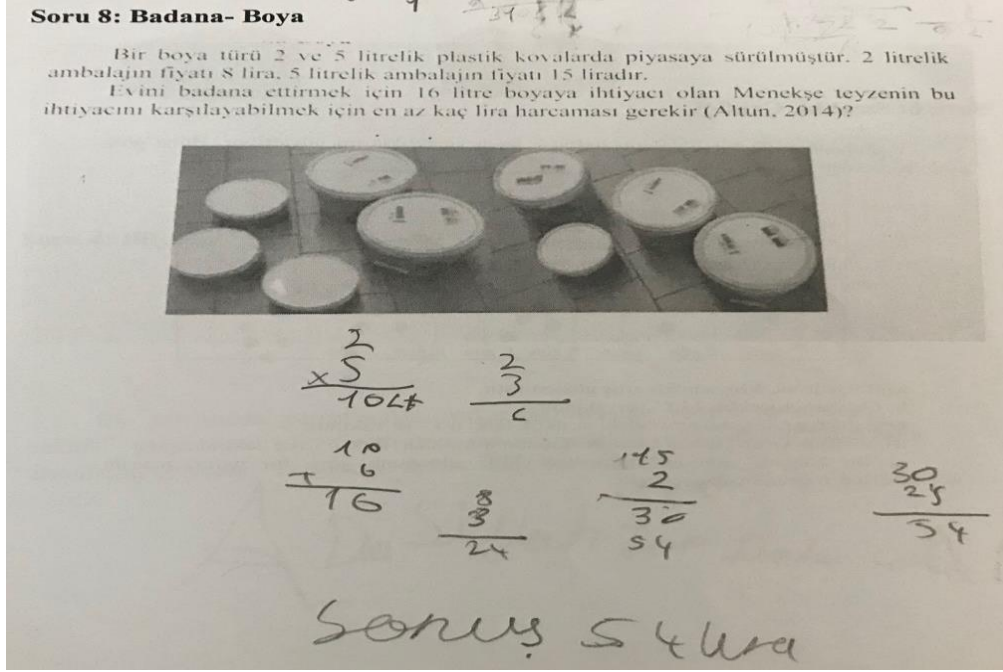 Soru 8: Badana- Boya
Bir boya türü 2 ve 5 litrelik plastik kovalarda piyasaya sürülmüştür. 2 litrelik
ambalajın fiyatı 8 lira, 5 litrelik ambalajın fiyatı 15 liradır.
Evini badana ettirmek için 16 litre boyaya ihtiyacı olan Menekşe teyzenin bu
ihtiyacını karşılayabilmek için en az kaç lira harcaması gerekir (Altun, 2014)?
2
x 5
10Lt
2
3
6
10
+ 6
16
8
3
24
15
2
30
54
30
24
54
Sonuş 54 lira